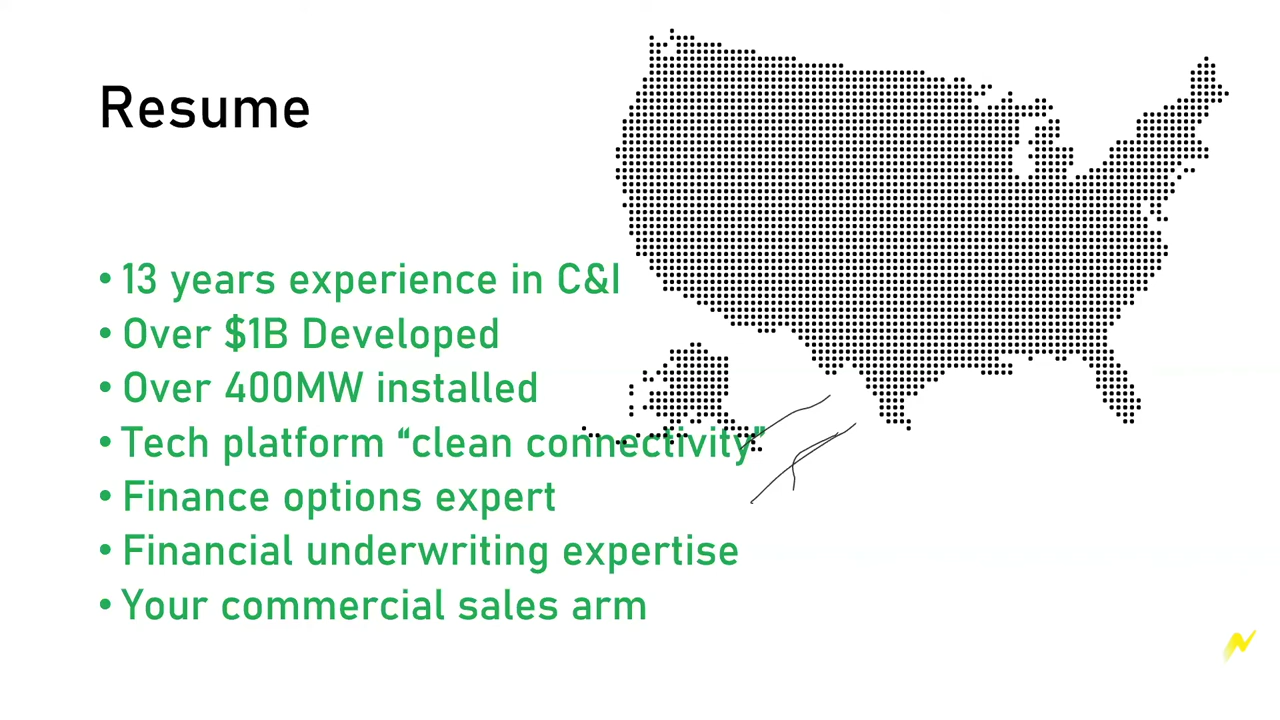 Resume
• 13 years experience in C&I
• Over $1B Developed
• Over 400MW installed
• Tech platform “clean connectivity”
• Finance options expert
• Financial underwriting expertise
• Your commercial sales arm